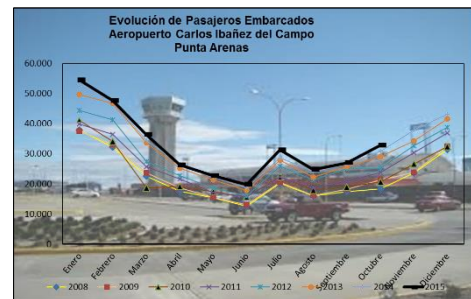 Evolución de Pasajeros Embarcados
Aeropuerto Carlos Ibañez del Campo
Punta Arenas
60.000
50.000
40.000
30.000
20.000
10.000
0.000
Enero
Febrero
Marzo
Abril
Mayo
Junio
Julio
Agosto
Septiembre
Octubre
Noviembre
Diciembre
2008
2009
2010
2011
2012
2013
2015